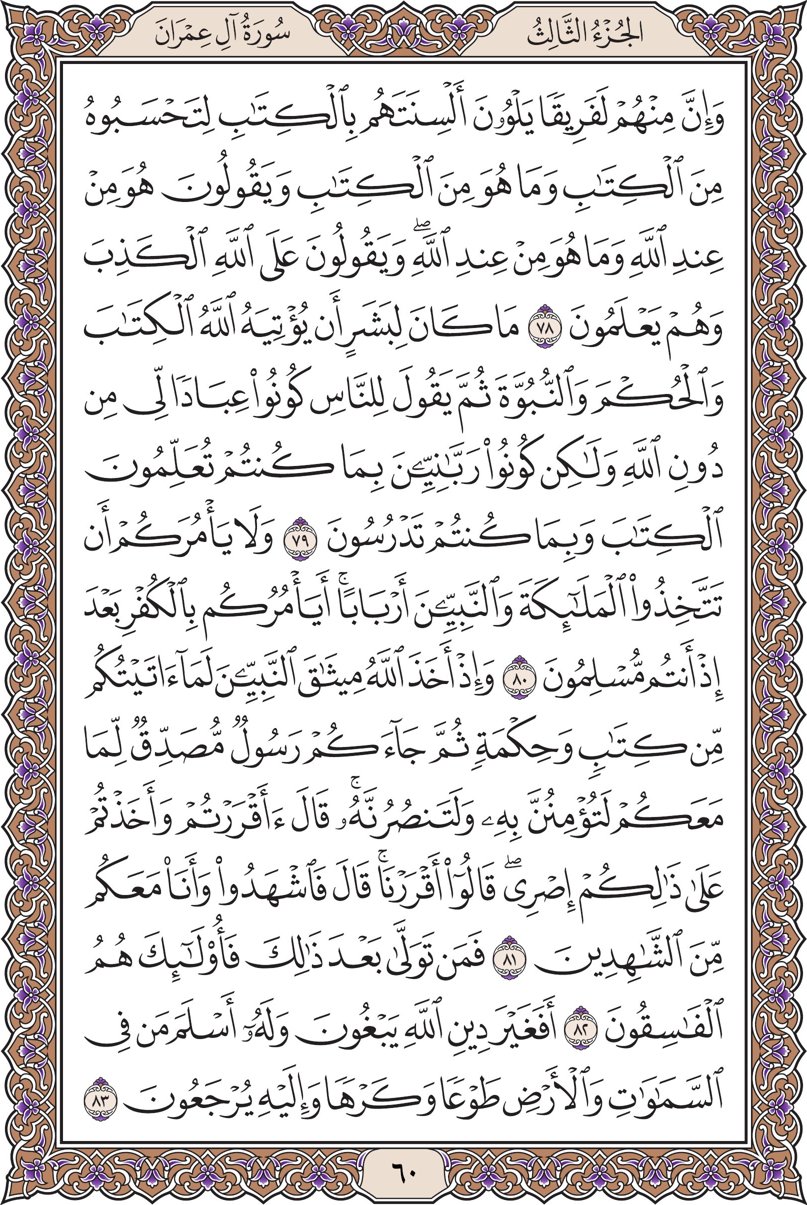 الجُزْءُ الثَّالِثُ
سُورَةُ آلِ عِمْرَانَ
وَإِنَّ مِنْهُمْ لَفَرِيقًا يَلْوُۥنَ أَلْسِنَتَهُم بِٱلْكِتَٰبِ لِتَحْسَبُوهُ
مِنَ ٱلْكِتَٰبِ وَمَا هُوَ مِنَ ٱلْكِتَٰبِ وَيَقُولُونَ هُوَ مِنْ
عِندِ ٱللَّهِ وَمَا هُوَ مِنْ عِندِ ٱللَّهِۖ وَيَقُولُونَ عَلَى ٱللَّهِ ٱلْكَذِبَ
وَهُمْ يَعْلَمُونَ ٧٨ مَا كَانَ لِبَشَرٍ أَن يُؤْتِيَهُ ٱللَّهُ ٱلْكِتَٰبَ
وَٱلْحُكْمَ وَٱلنُّبُوَّةَ ثُمَّ يَقُولَ لِلنَّاسِ كُونُوا۟ عِبَادًا لِّى مِن
دُونِ ٱللَّهِ وَلَٰكِن كُونُوا۟ رَبَّٰنِيِّۦنَ بِمَا كُنتُمْ تُعَلِّمُونَ
ٱلْكِتَٰبَ وَبِمَا كُنتُمْ تَدْرُسُونَ ٧٩ وَلَا يَأْمُرَكُمْ أَن
تَتَّخِذُوا۟ ٱلْمَلَٰٓئِكَةَ وَٱلنَّبِيِّۦنَ أَرْبَابًاۚ أَيَأْمُرُكُم بِٱلْكُفْرِ بَعْدَ
إِذْ أَنتُم مُّسْلِمُونَ ٨٠ وَإِذْ أَخَذَ ٱللَّهُ مِيثَٰقَ ٱلنَّبِيِّۦنَ لَمَآ ءَاتَيْتُكُم
مِّن كِتَٰبٍ وَحِكْمَةٍ ثُمَّ جَآءَكُمْ رَسُولٌ مُّصَدِّقٌ لِّمَا
مَعَكُمْ لَتُؤْمِنُنَّ بِهِۦ وَلَتَنصُرُنَّهُۥۚ قَالَ ءَأَقْرَرْتُمْ وَأَخَذْتُمْ
عَلَىٰ ذَٰلِكُمْ إِصْرِىۖ قَالُوٓا۟ أَقْرَرْنَاۚ قَالَ فَٱشْهَدُوا۟ وَأَنَا۠ مَعَكُم
مِّنَ ٱلشَّٰهِدِينَ ٨١ فَمَن تَوَلَّىٰ بَعْدَ ذَٰلِكَ فَأُو۟لَٰٓئِكَ هُمُ
ٱلْفَٰسِقُونَ ٨٢ أَفَغَيْرَ دِينِ ٱللَّهِ يَبْغُونَ وَلَهُۥٓ أَسْلَمَ مَن فِى
ٱلسَّمَٰوَٰتِ وَٱلْأَرْضِ طَوْعًا وَكَرْهًا وَإِلَيْهِ يُرْجَعُونَ ٨٣
٦٠